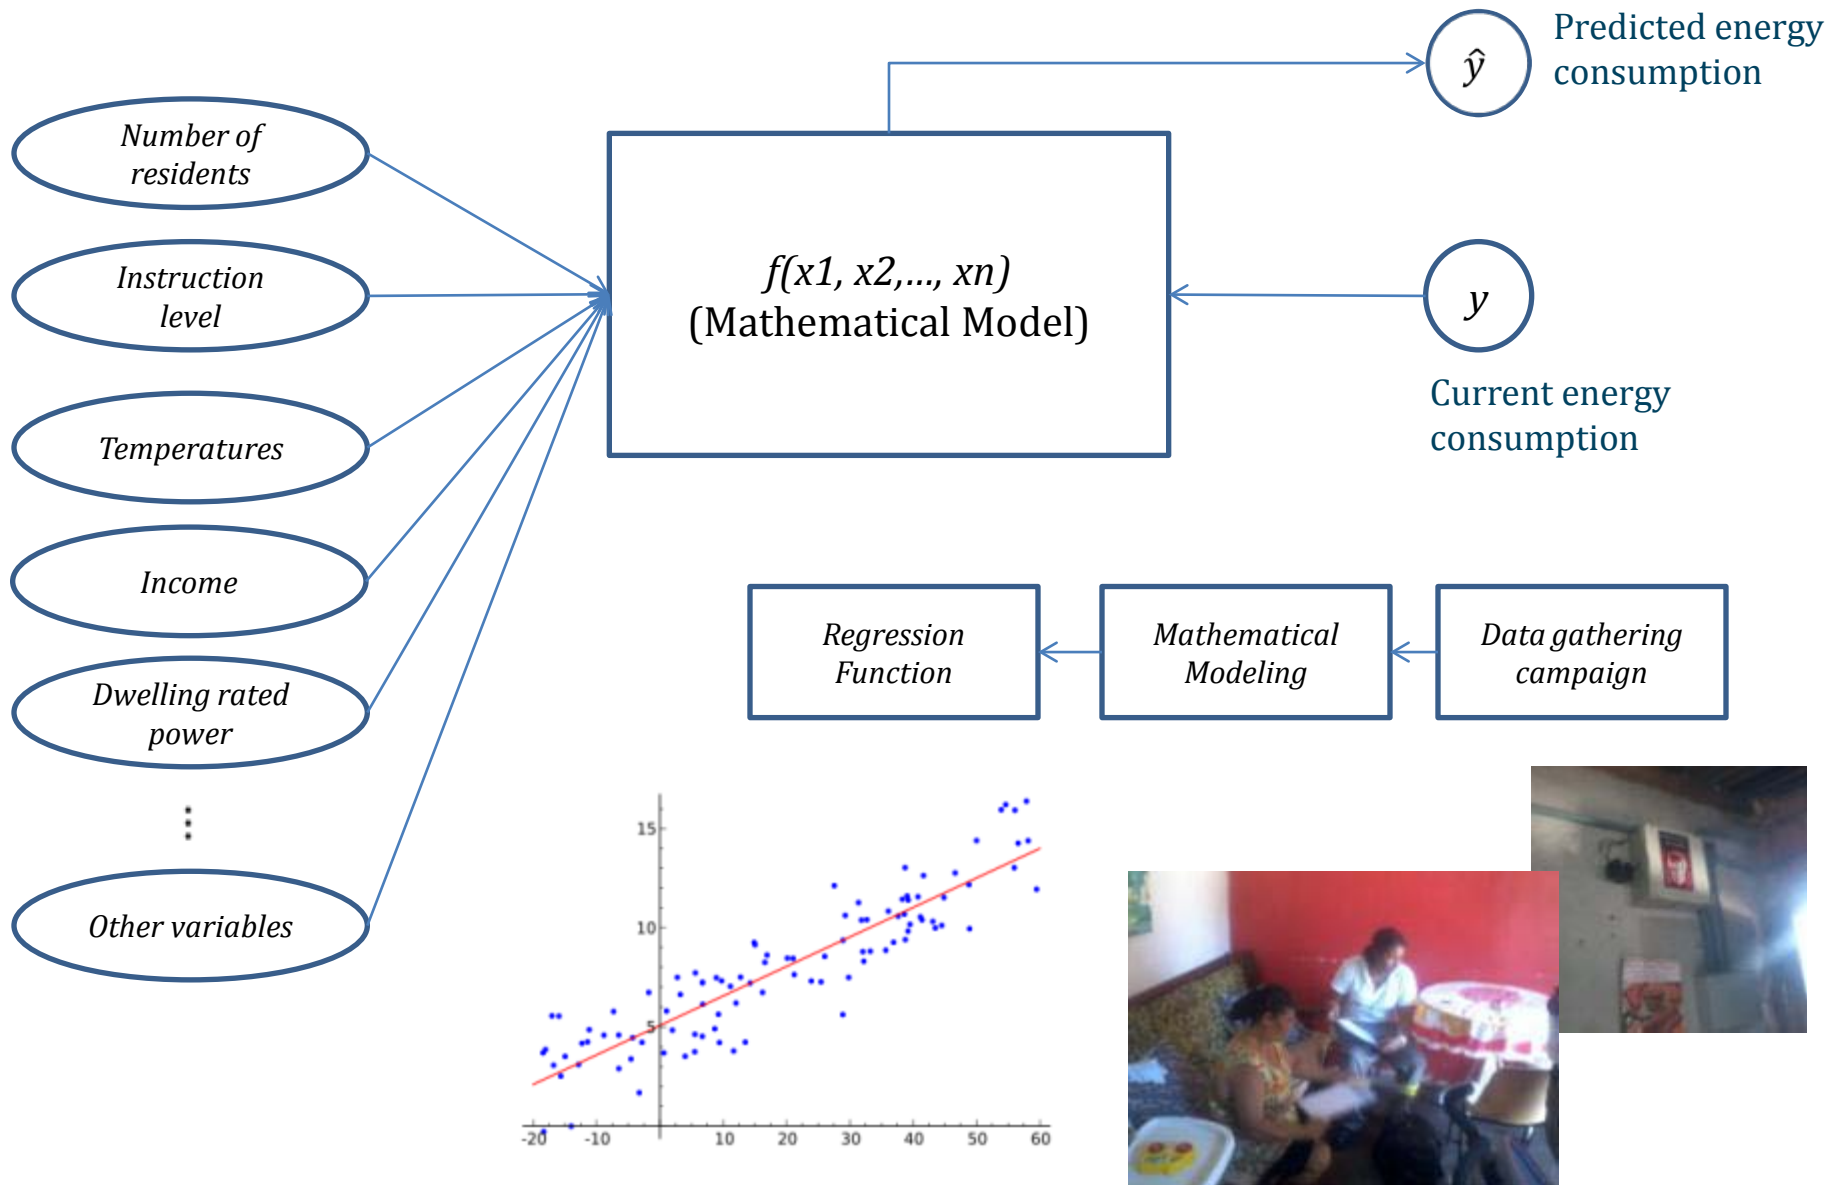 Predicted energy
consumption
ŷ
Number of
residents
Instruction
level
Temperatures
Income
Dwelling rated
power
⋮
Other variables
f(x1, x2,..., xn)
(Mathematical Model)
y
Current energy
consumption
Regression
Function
Mathematical
Modeling
Data gathering
campaign
15
10
5
-20 -10 10 20 30 40 50 60